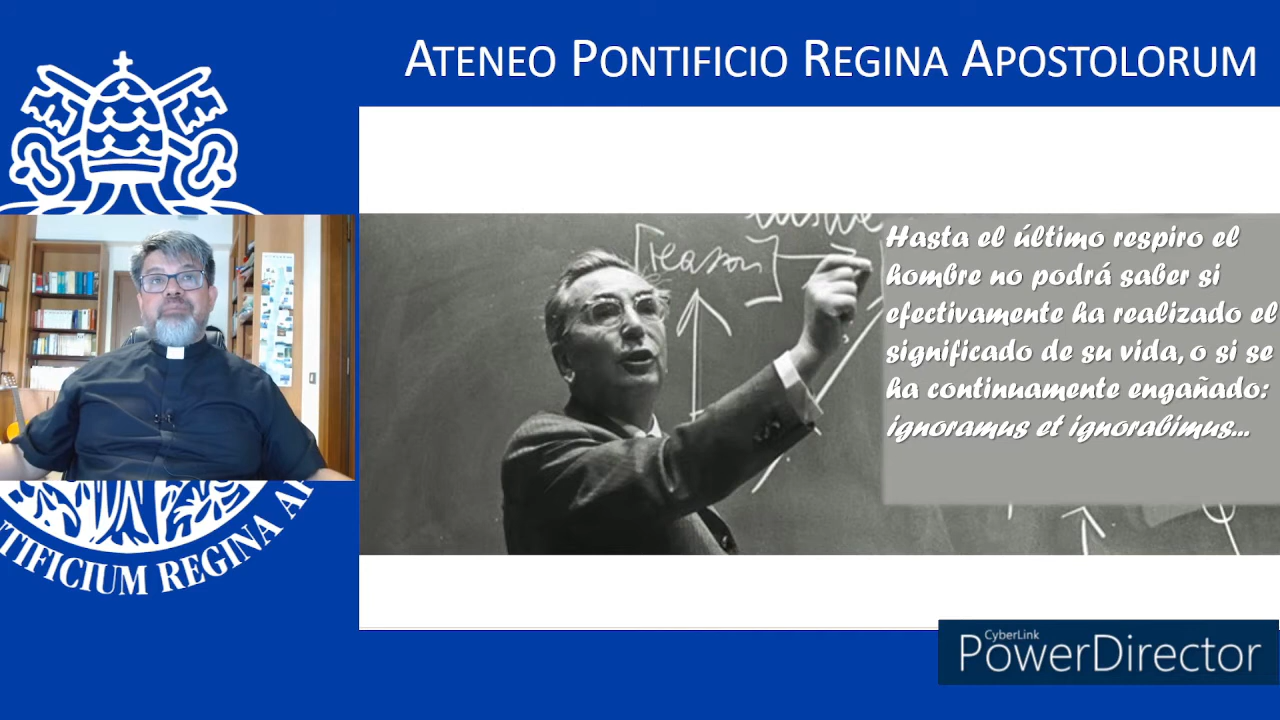 ATENEO PONTIFICIO REGINA APOSTOLORUM
[reason]
Hasta el último respiro el
hombre no podrá saber si
efectivamente ha realizado el
significado de su vida, o si se
ha continuamente engañado:
ignoramus et ignorabimus...
REGINA
CyberLink
PowerDirector